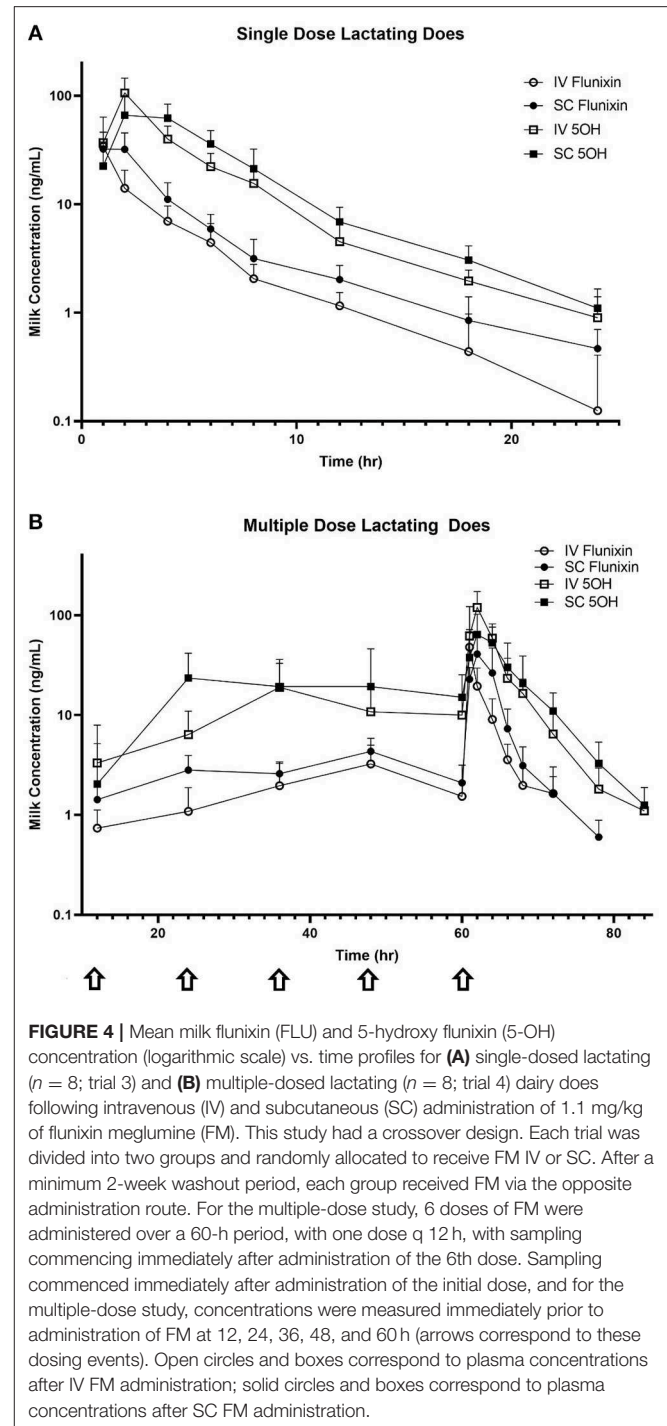 A
Single Dose Lactating Does
100
10
1
0.1
Milk Concentration (ng/mL)
IV Flunixin
SC Flunixin
IV 5OH
SC 5OH
0 10 20
Time (hr)
B
Multiple Dose Lactating Does
100
10
1
0.1
Milk Concentration (ng/mL)
IV Flunixin
SC Flunixin
IV 5OH
SC 5OH
20 40 60 80
Time (hr)
FIGURE 4 | Mean milk flunixin (FLU) and 5-hydroxy flunixin (5-OH)
concentration (logarithmic scale) vs. time profiles for (A) single-dosed lactating
(n = 8; trial 3) and (B) multiple-dosed lactating (n = 8; trial 4) dairy does
following intravenous (IV) and subcutaneous (SC) administration of 1.1 mg/kg
of flunixin meglumine (FM). This study had a crossover design. Each trial was
divided into two groups and randomly allocated to receive FM IV or SC. After a
minimum 2-week washout period, each group received FM via the opposite
administration route. For the multiple-dose study, 6 doses of FM were
administered over a 60-h period, with one dose q 12 h, with sampling
commencing immediately after administration of the 6th dose. Sampling
commenced immediately after administration of the initial dose, and for the
multiple-dose study, concentrations were measured immediately prior to
administration of FM at 12, 24, 36, 48, and 60 h (arrows correspond to these
dosing events). Open circles and boxes correspond to plasma concentrations
after IV FM administration; solid circles and boxes correspond to plasma
concentrations after SC FM administration.